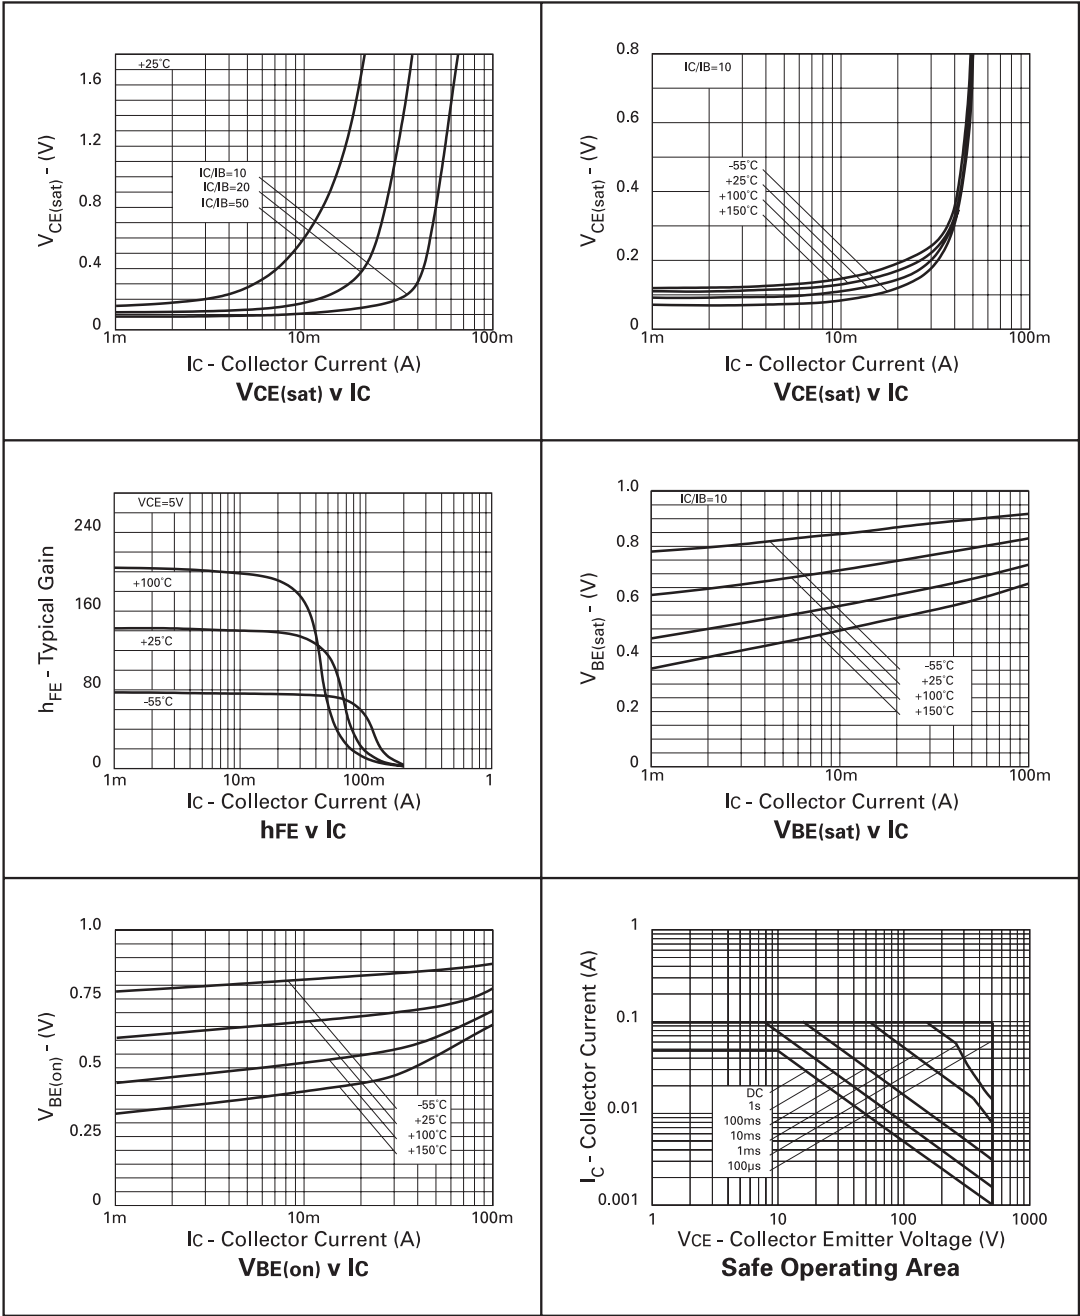 +25°C
1.6
1.2
0.8
0.4
0
VCE(sat) - (V)
IC/IB=10
IC/IB=20
IC/IB=50
1m
10m
100m
IC - Collector Current (A)
VCE(sat) v IC
IC/IB=10
0.8
0.6
0.4
0.2
0
VCE(sat) - (V)
-55°C
+25°C
+100°C
+150°C
1m
10m
100m
IC - Collector Current (A)
VCE(sat) v IC
VCE=5V
240
160
80
0
hFE - Typical Gain
+100°C
+25°C
-55°C
1m
10m
100m
1
IC - Collector Current (A)
hFE v IC
IC/IB=10
1.0
0.8
0.6
0.4
0.2
0
VBE(sat) - (V)
-55°C
+25°C
+100°C
+150°C
1m
10m
100m
IC - Collector Current (A)
VBE(sat) v IC
1.0
0.75
0.5
0.25
0
VBE(on) - (V)
-55°C
+25°C
+100°C
+150°C
1m
10m
100m
IC - Collector Current (A)
VBE(on) v IC
1
0.1
0.01
0.001
IC - Collector Current (A)
DC
1s
100ms
10ms
1ms
100µs
1
10
100
1000
VCE - Collector Emitter Voltage (V)
Safe Operating Area